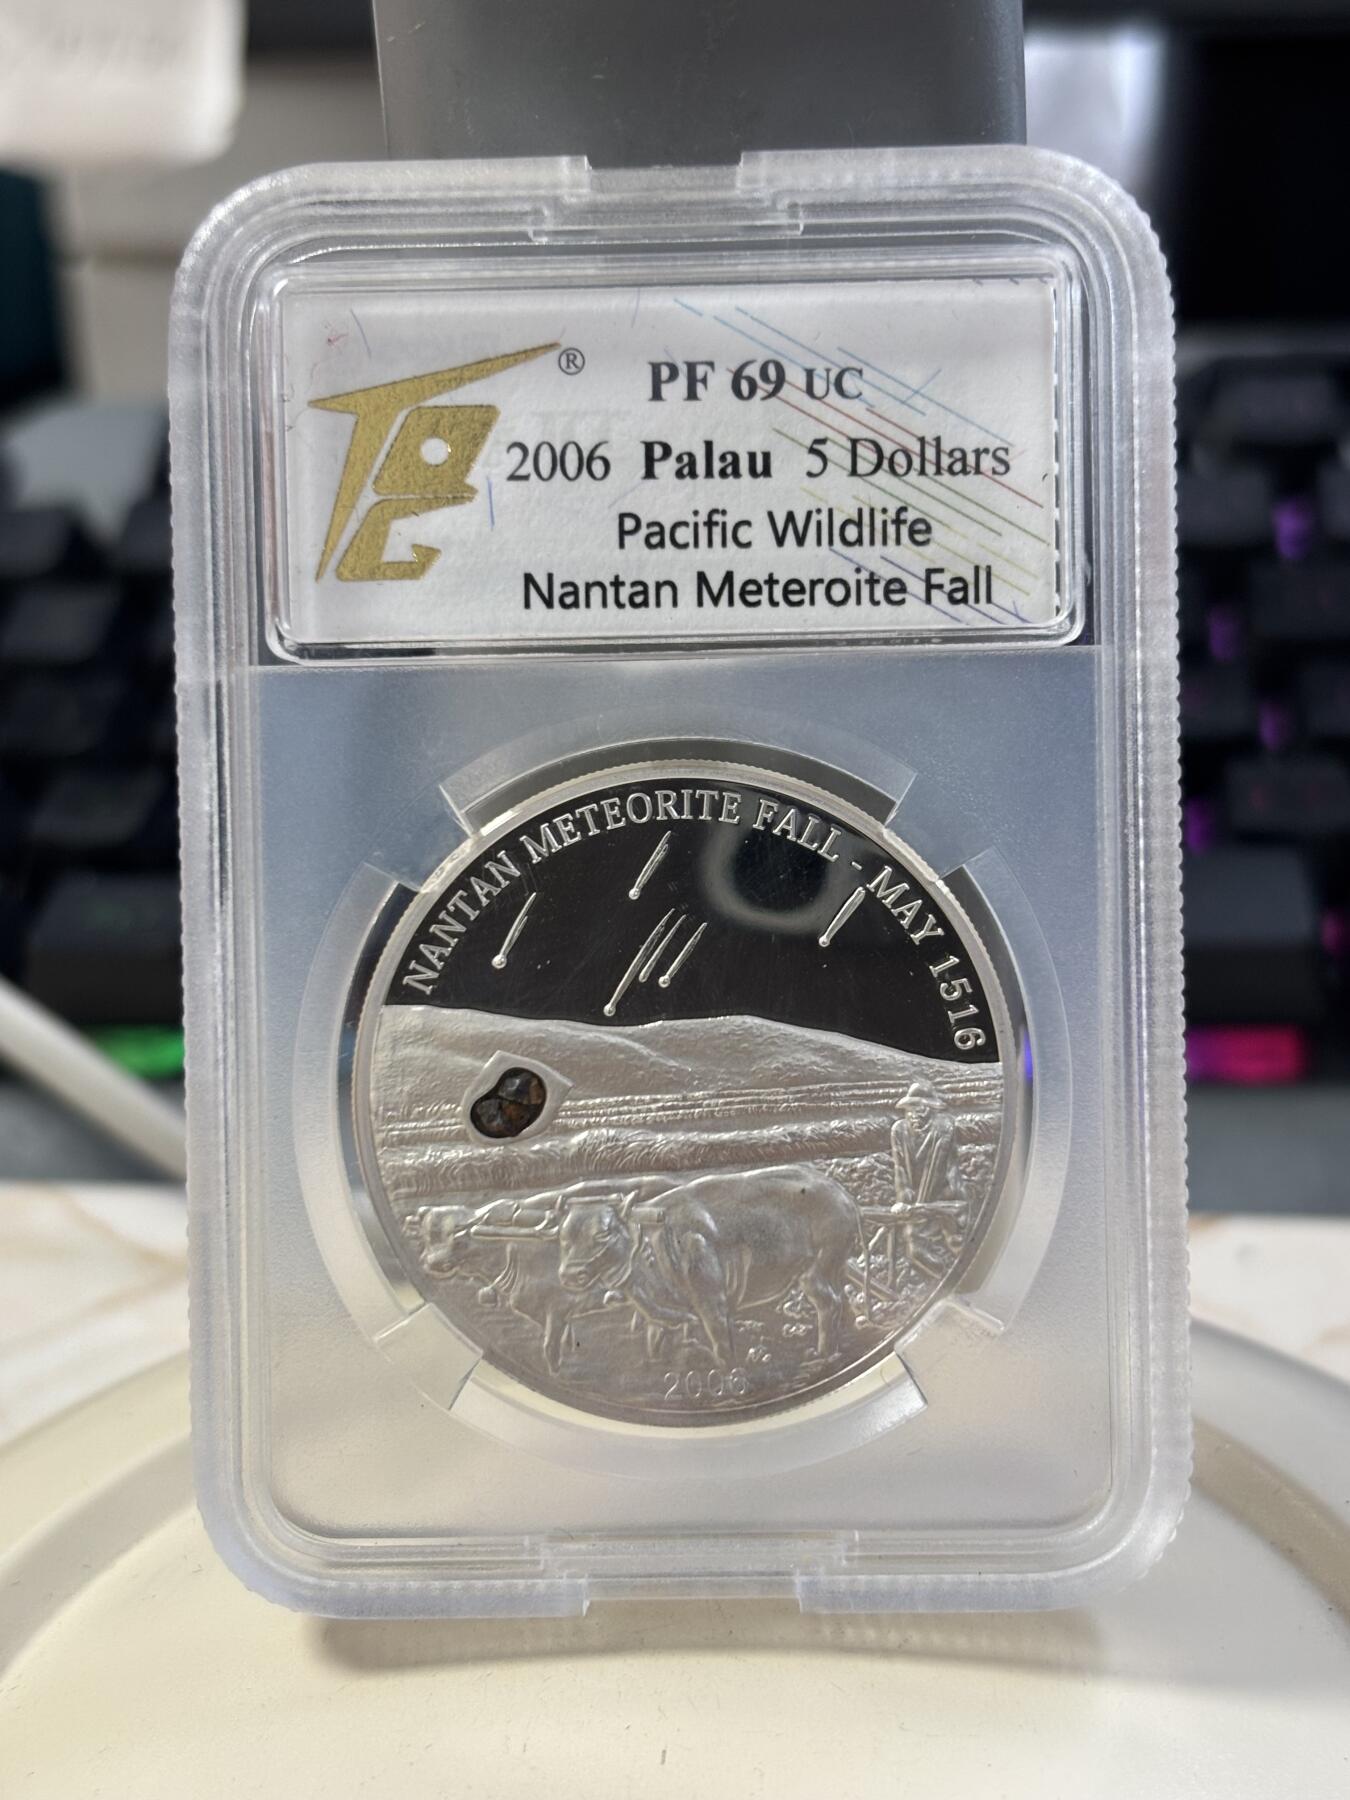 ®
PF 69 UC
2006 Palau 5 Dollars
Pacific Wildlife
Nantan Meteroite Fall
NANTAN METEORITE FALL - MAY 1516
2006